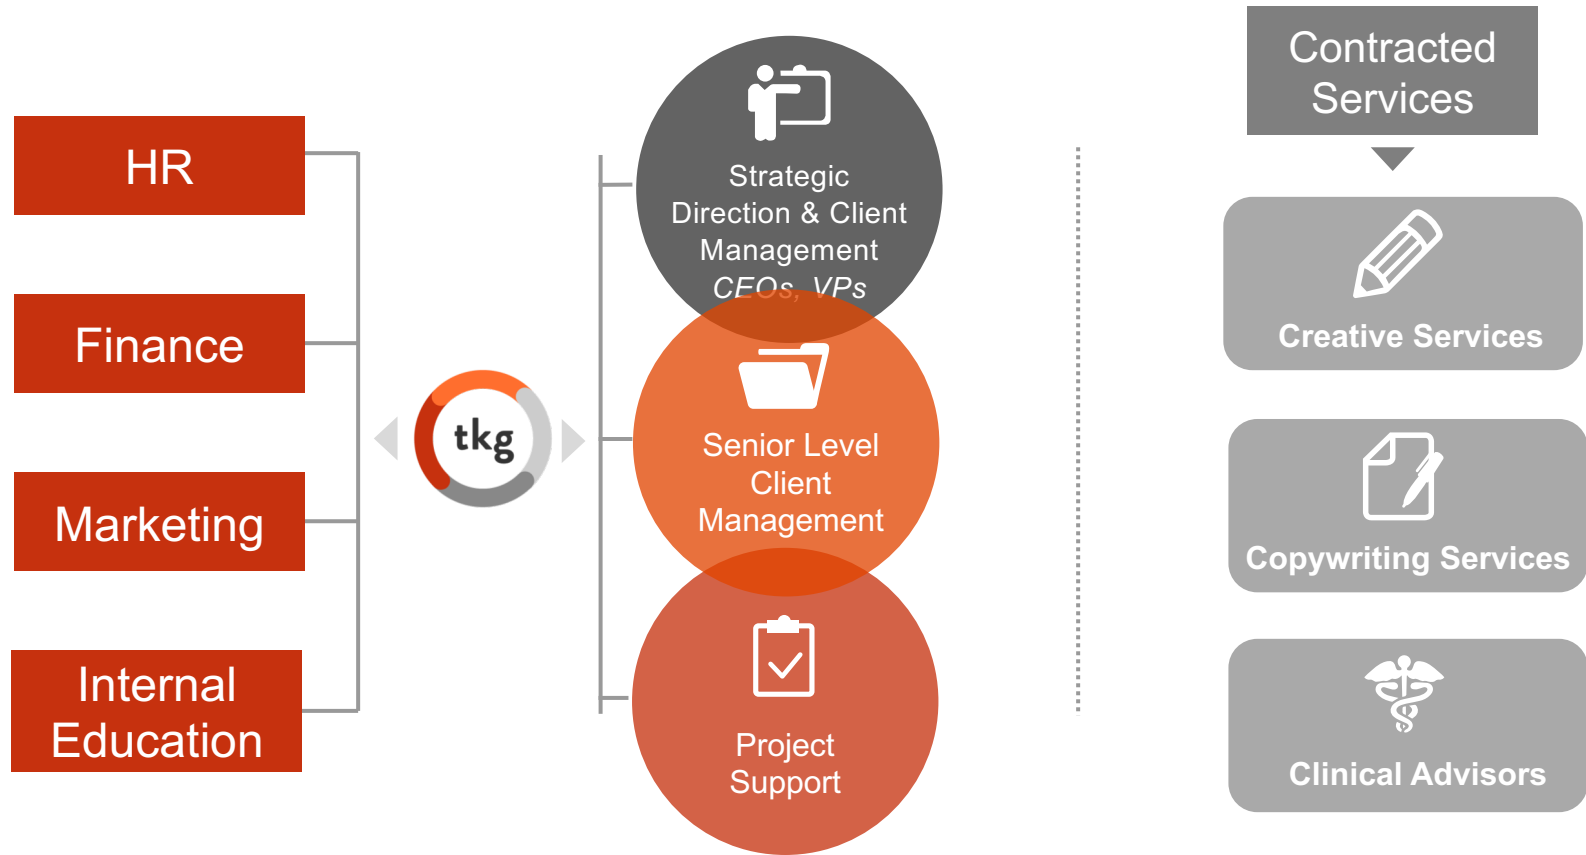 HR
Finance
Marketing
Internal
Education
tkg
Strategic
Direction & Client
Management
CEOs, VPs
Senior Level
Client
Management
Project
Support
Contracted
Services
Creative Services
Copywriting Services
Clinical Advisors